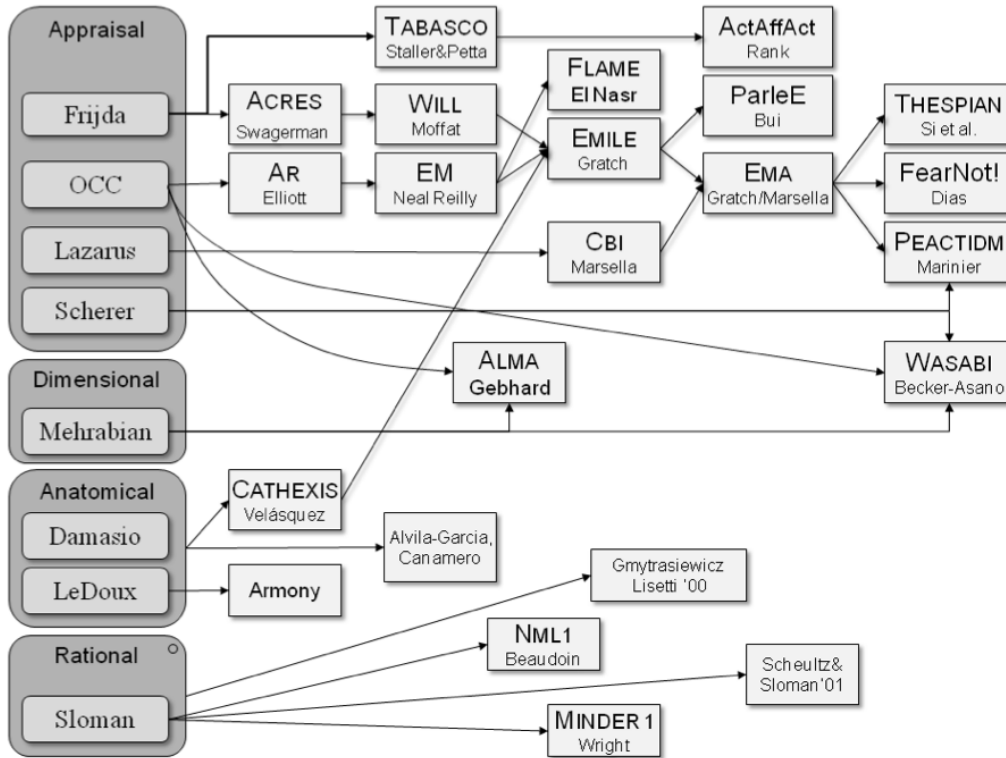 Appraisal
Frijda
OCC
Lazarus
Scherer
Dimensional
Mehrabian
Anatomical
Damasio
LeDoux
Rational
Sloman
TABASCO
Staller&Petta
ActAffAct
Rank
ACRES
Swagerman
WILL
Moffat
FLAME
El Nasr
ParleE
Bui
THESPIAN
Si et al.
AR
Elliott
EM
Neal Reilly
EMILE
Gratch
EMA
Gratch/Marsella
FearNot!
Dias
CBI
Marsella
PEACTIDM
Marinier
ALMA
Gebhard
WASABI
Becker-Asano
CATHEXIS
Velásquez
Alvila-Garcia,
Canamero
Armony
Gmytrasiewicz
Lisetti '00
NML1
Beaudoin
Scheultz&
Sloman'01
MINDER 1
Wright